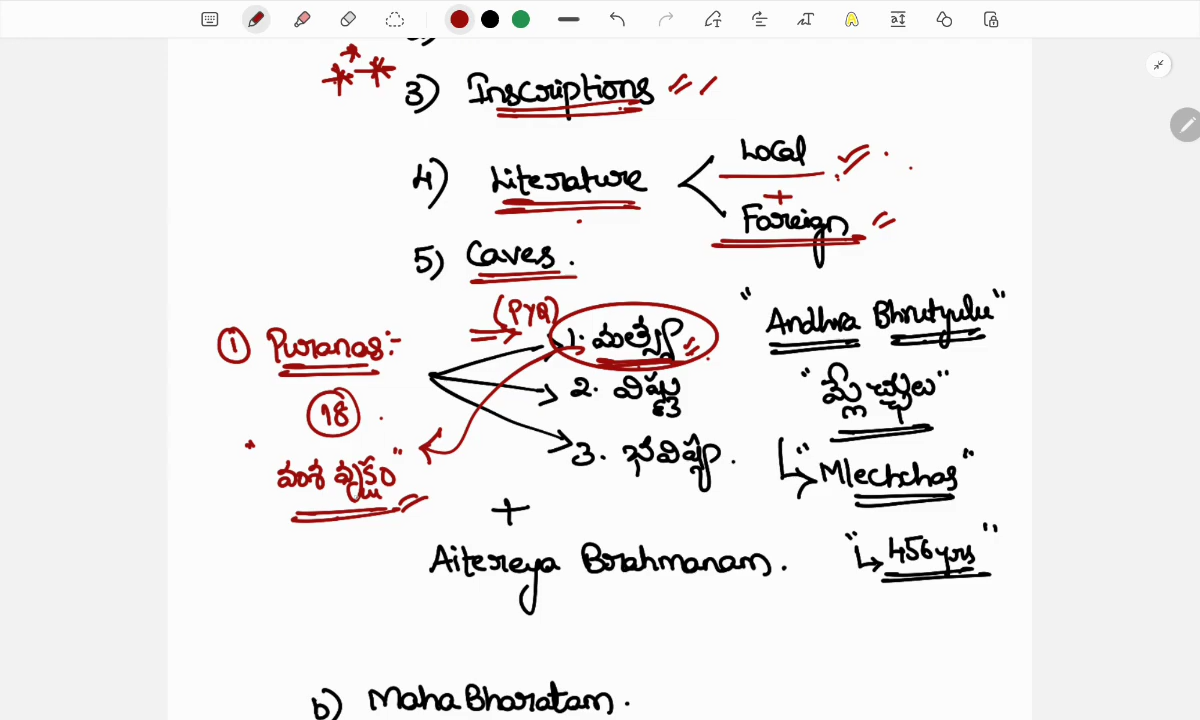 3) Inscriptions
4) Literature
Local
+
Foreign
5) Caves.
(PYQ)
① Puranas:-
18
వంశ వృక్షం"
1. మత్స్య
2. విష్ణు
3. భవిష్య.
"Andhra Bhrutyulu"
"మ్లేచ్ఛులు"
"Mlechchas"
"456yrs"
+
Aitereya Brahmanam.
b) MahaBharatam.